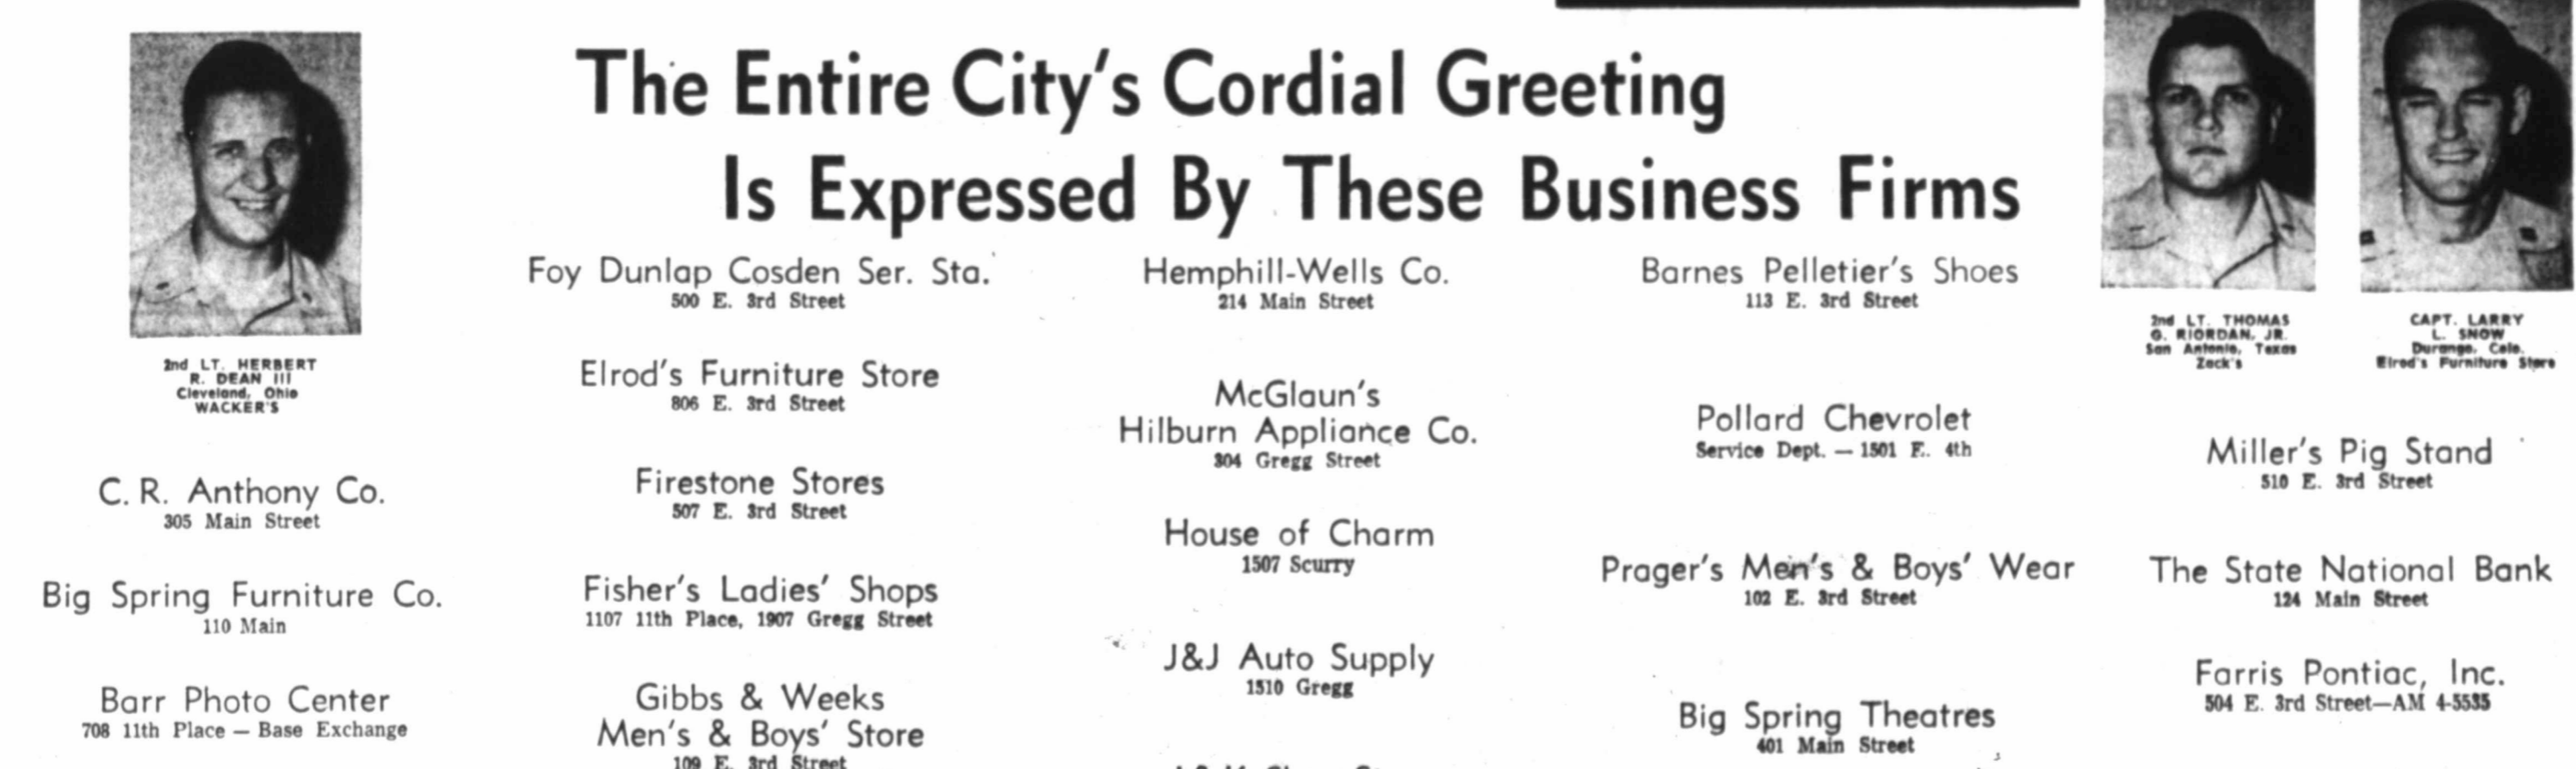 The Entire City's Cordial Greeting
Is Expressed By These Business Firms
2nd LT. HERBERT
R. DEAN III
Cleveland, Ohio
WACKER'S
C. R. Anthony Co.
305 Main Street
Big Spring Furniture Co.
110 Main
Barr Photo Center
708 11th Place — Base Exchange
Foy Dunlap Cosden Ser. Sta.
500 E. 3rd Street
Elrod's Furniture Store
806 E. 3rd Street
Firestone Stores
507 E. 3rd Street
Fisher's Ladies' Shops
1107 11th Place, 1907 Gregg Street
Gibbs & Weeks
Men's & Boys' Store
109 E. 3rd Street
Hemphill-Wells Co.
214 Main Street
McGlaun's
Hilburn Appliance Co.
304 Gregg Street
House of Charm
1507 Scurry
J&J Auto Supply
1510 Gregg
Barnes Pelletier's Shoes
113 E. 3rd Street
Pollard Chevrolet
Service Dept. — 1501 E. 4th
Prager's Men's & Boys' Wear
102 E. 3rd Street
Big Spring Theatres
401 Main Street
2nd LT. THOMAS
G. RIORDAN, JR.
San Antonio, Texas
Zack's
CAPT. LARRY
L. SNOW
Durango, Colo.
Elrod's Furniture Store
Miller's Pig Stand
510 E. 3rd Street
The State National Bank
124 Main Street
Farris Pontiac, Inc.
504 E. 3rd Street—AM 4-5535